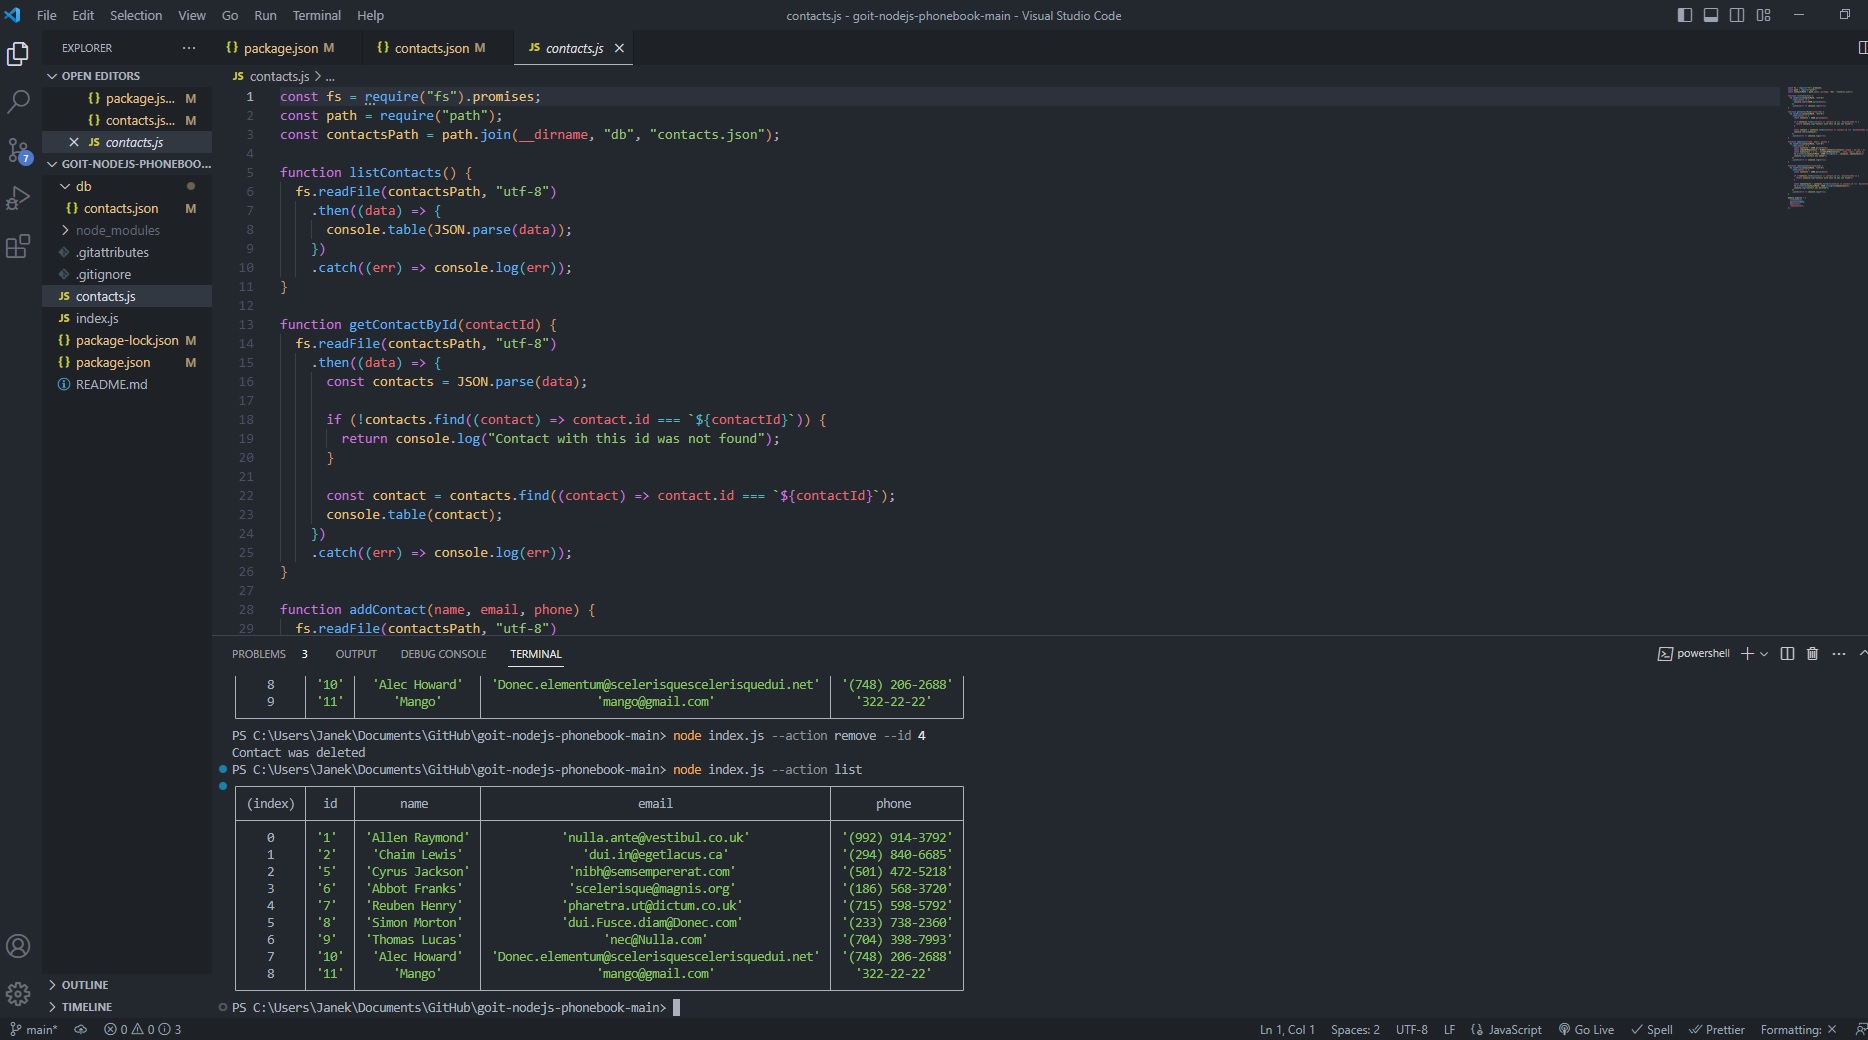 File Edit Selection View Go Run Terminal Help
contacts.js - goit-nodejs-phonebook-main - Visual Studio Code
EXPLORER ···
OPEN EDITORS
{} package.js... M
{} contacts.js... M
JS contacts.js
GOIT-NODEJS-PHONEBOO...
db
{} contacts.json M
node_modules
.gitattributes
.gitignore
JS contacts.js
JS index.js
{} package-lock.json M
{} package.json M
README.md
OUTLINE
TIMELINE
7
{} package.json M {} contacts.json M JS contacts.js
JS contacts.js > ...
1 const fs = require("fs").promises;
2 const path = require("path");
3 const contactsPath = path.join(__dirname, "db", "contacts.json");
4
5 function listContacts() {
6 fs.readFile(contactsPath, "utf-8")
7 .then((data) => {
8 console.table(JSON.parse(data));
9 })
10 .catch((err) => console.log(err));
11 }
12
13 function getContactById(contactId) {
14 fs.readFile(contactsPath, "utf-8")
15 .then((data) => {
16 const contacts = JSON.parse(data);
17
18 if (!contacts.find((contact) => contact.id === `${contactId}`)) {
19 return console.log("Contact with this id was not found");
20 }
21
22 const contact = contacts.find((contact) => contact.id === `${contactId}`);
23 console.table(contact);
24 })
25 .catch((err) => console.log(err));
26 }
27
28 function addContact(name, email, phone) {
29 fs.readFile(contactsPath, "utf-8")
PROBLEMS 3 OUTPUT DEBUG CONSOLE TERMINAL
powershell
8 '10' 'Alec Howard' 'Donec.elementum@scelerisquescelerisquedui.net' '(748) 206-2688'
9 '11' 'Mango' 'mango@gmail.com' '322-22-22'
PS C:\Users\Janek\Documents\GitHub\goit-nodejs-phonebook-main> node index.js --action remove --id 4
Contact was deleted
PS C:\Users\Janek\Documents\GitHub\goit-nodejs-phonebook-main> node index.js --action list
(index) id name email phone
0 '1' 'Allen Raymond' 'nulla.ante@vestibul.co.uk' '(992) 914-3792'
1 '2' 'Chaim Lewis' 'dui.in@egetlacus.ca' '(294) 840-6685'
2 '5' 'Cyrus Jackson' 'nibh@semsempererat.com' '(501) 472-5218'
3 '6' 'Abbot Franks' 'scelerisque@magnis.org' '(186) 568-3720'
4 '7' 'Reuben Henry' 'pharetra.ut@dictum.co.uk' '(715) 598-5792'
5 '8' 'Simon Morton' 'dui.Fusce.diam@Donec.com' '(233) 738-2360'
6 '9' 'Thomas Lucas' 'nec@Nulla.com' '(704) 398-7993'
7 '10' 'Alec Howard' 'Donec.elementum@scelerisquescelerisquedui.net' '(748) 206-2688'
8 '11' 'Mango' 'mango@gmail.com' '322-22-22'
PS C:\Users\Janek\Documents\GitHub\goit-nodejs-phonebook-main>
main* 0 0 3 Ln 1, Col 1 Spaces: 2 UTF-8 LF JavaScript Go Live Spell Prettier Formatting: ×